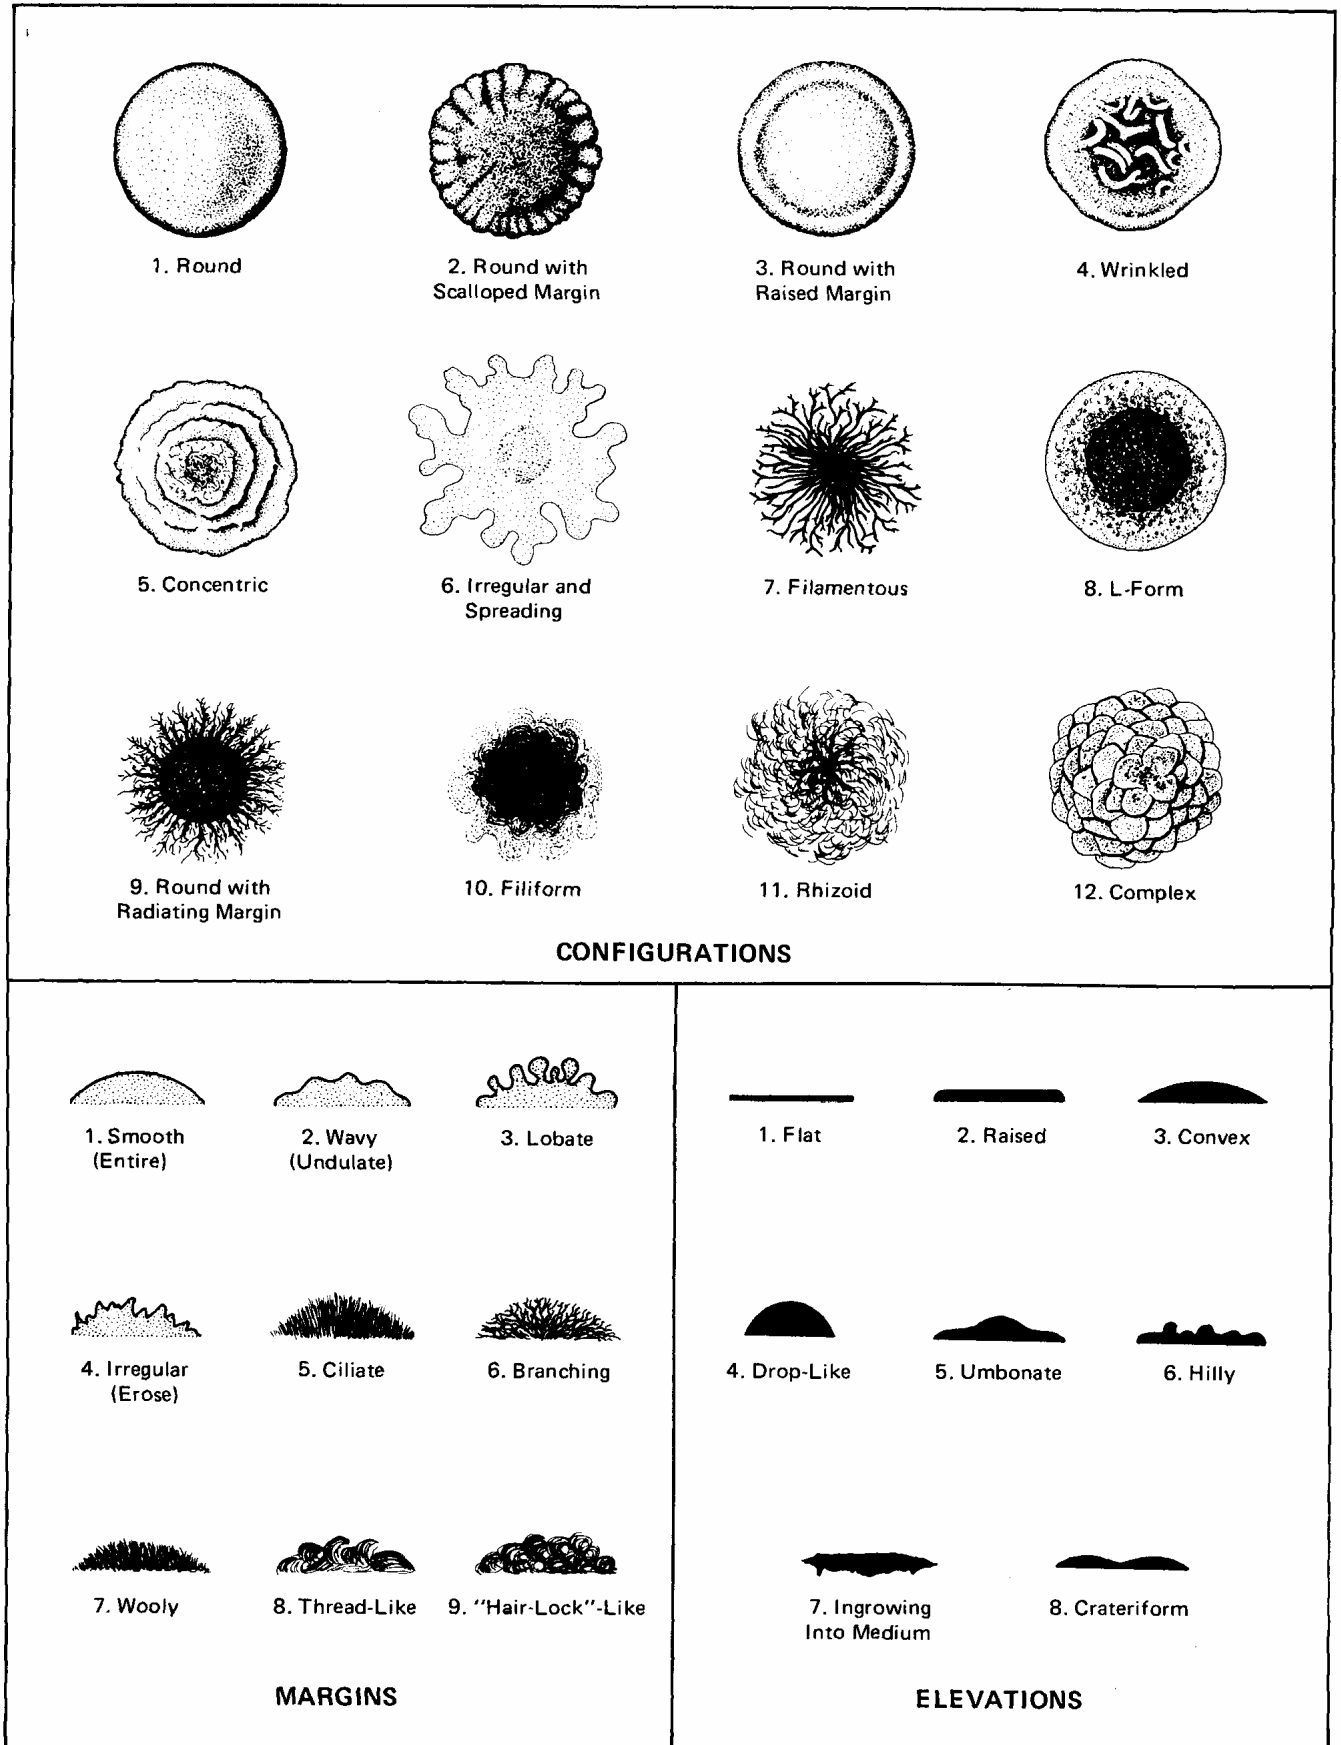 1. Round
2. Round with
Scalloped Margin
3. Round with
Raised Margin
4. Wrinkled
5. Concentric
6. Irregular and
Spreading
7. Filamentous
8. L-Form
9. Round with
Radiating Margin
10. Filiform
11. Rhizoid
12. Complex
CONFIGURATIONS
1. Smooth
(Entire)
2. Wavy
(Undulate)
3. Lobate
4. Irregular
(Erose)
5. Ciliate
6. Branching
7. Wooly
8. Thread-Like
9. "Hair-Lock"-Like
MARGINS
1. Flat
2. Raised
3. Convex
4. Drop-Like
5. Umbonate
6. Hilly
7. Ingrowing
Into Medium
8. Crateriform
ELEVATIONS